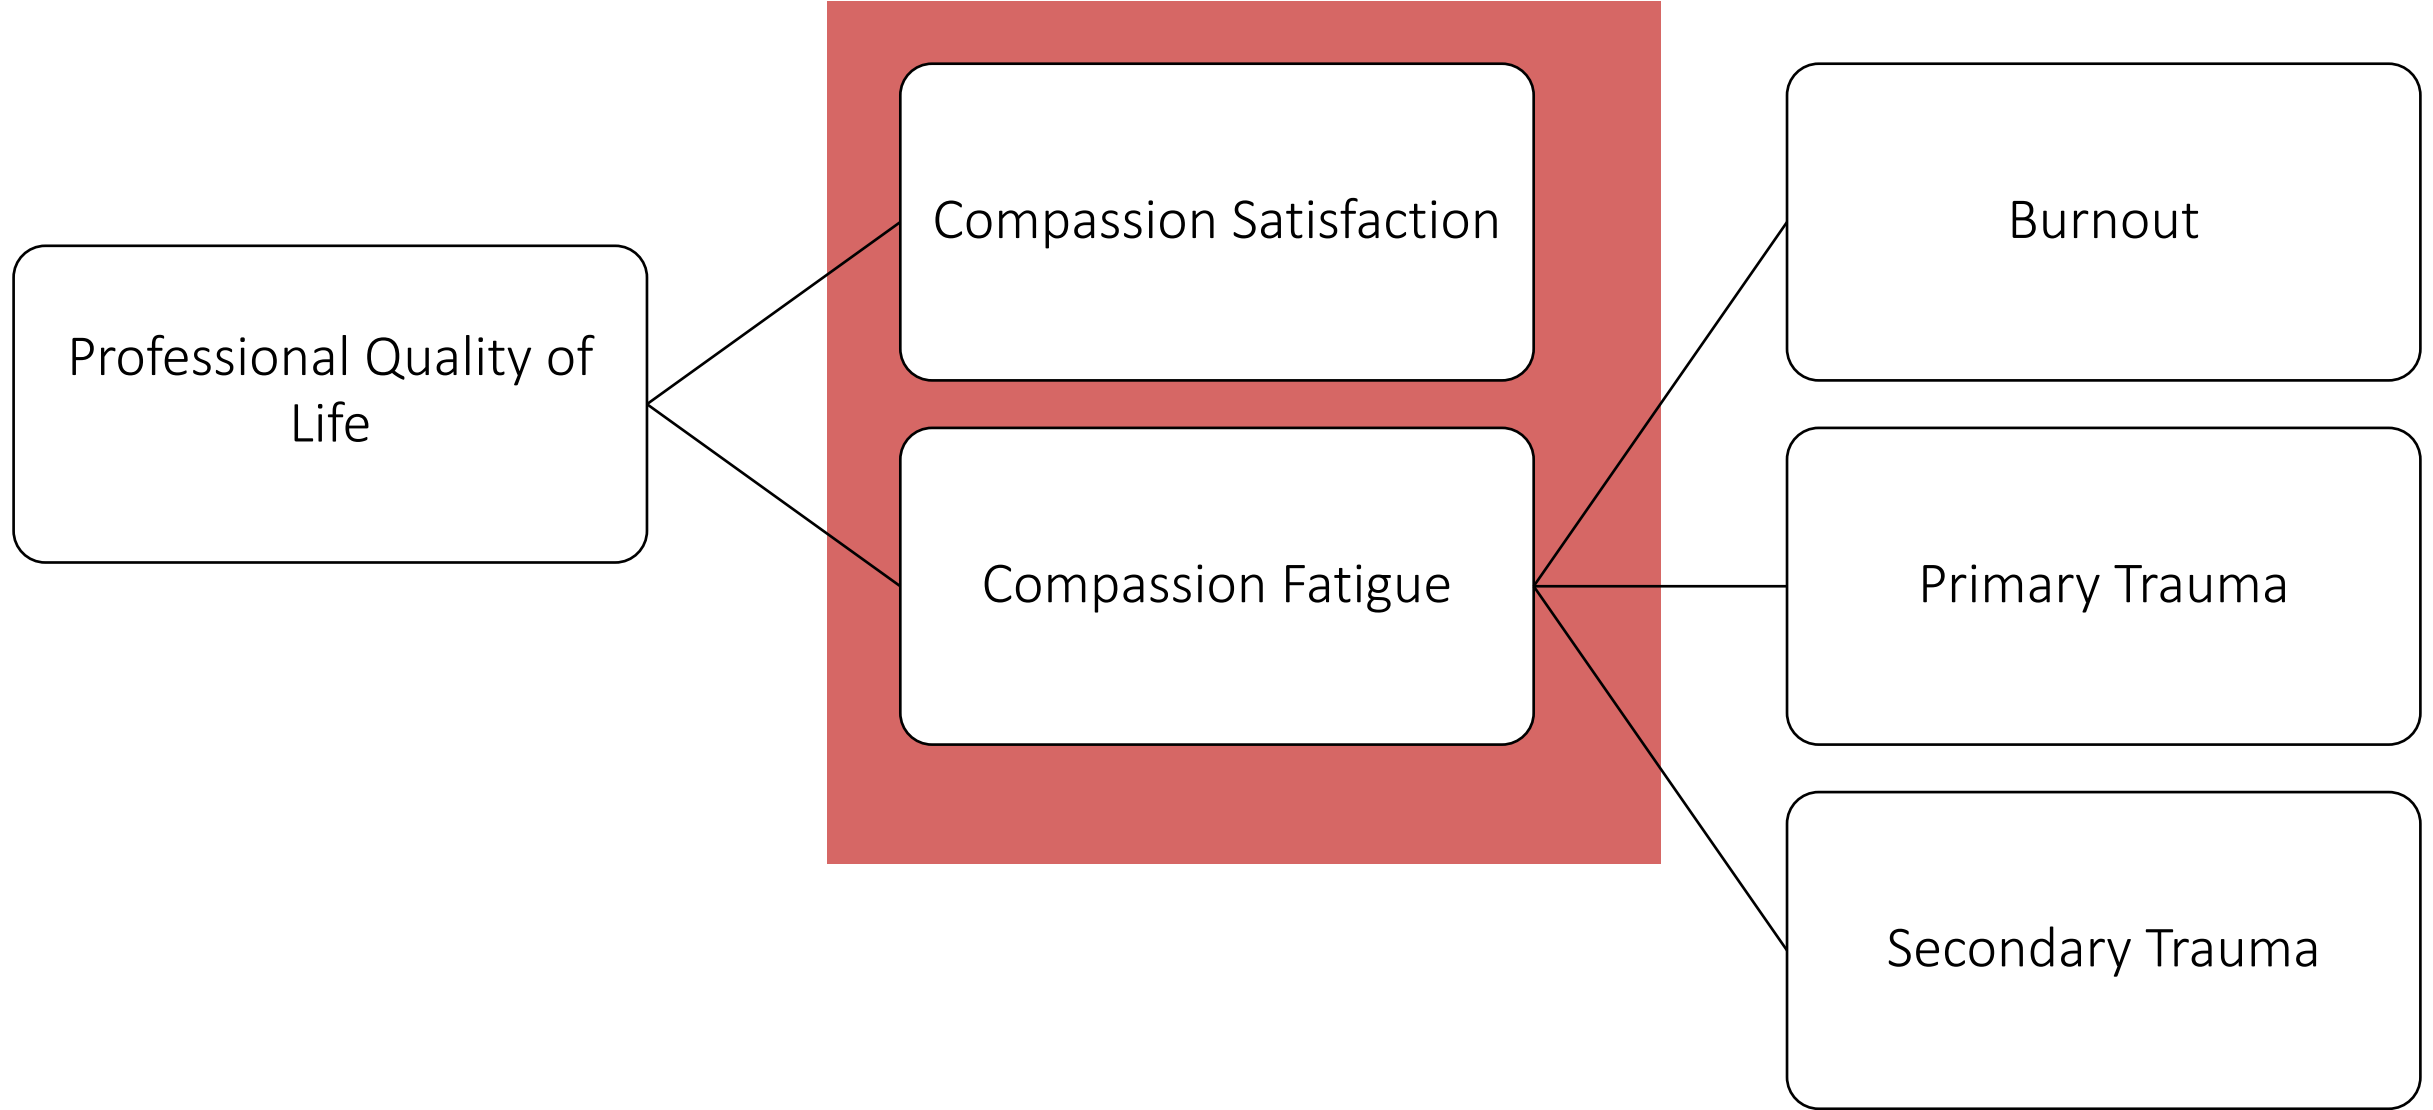 Professional Quality of
Life
Compassion Satisfaction
Compassion Fatigue
Burnout
Primary Trauma
Secondary Trauma